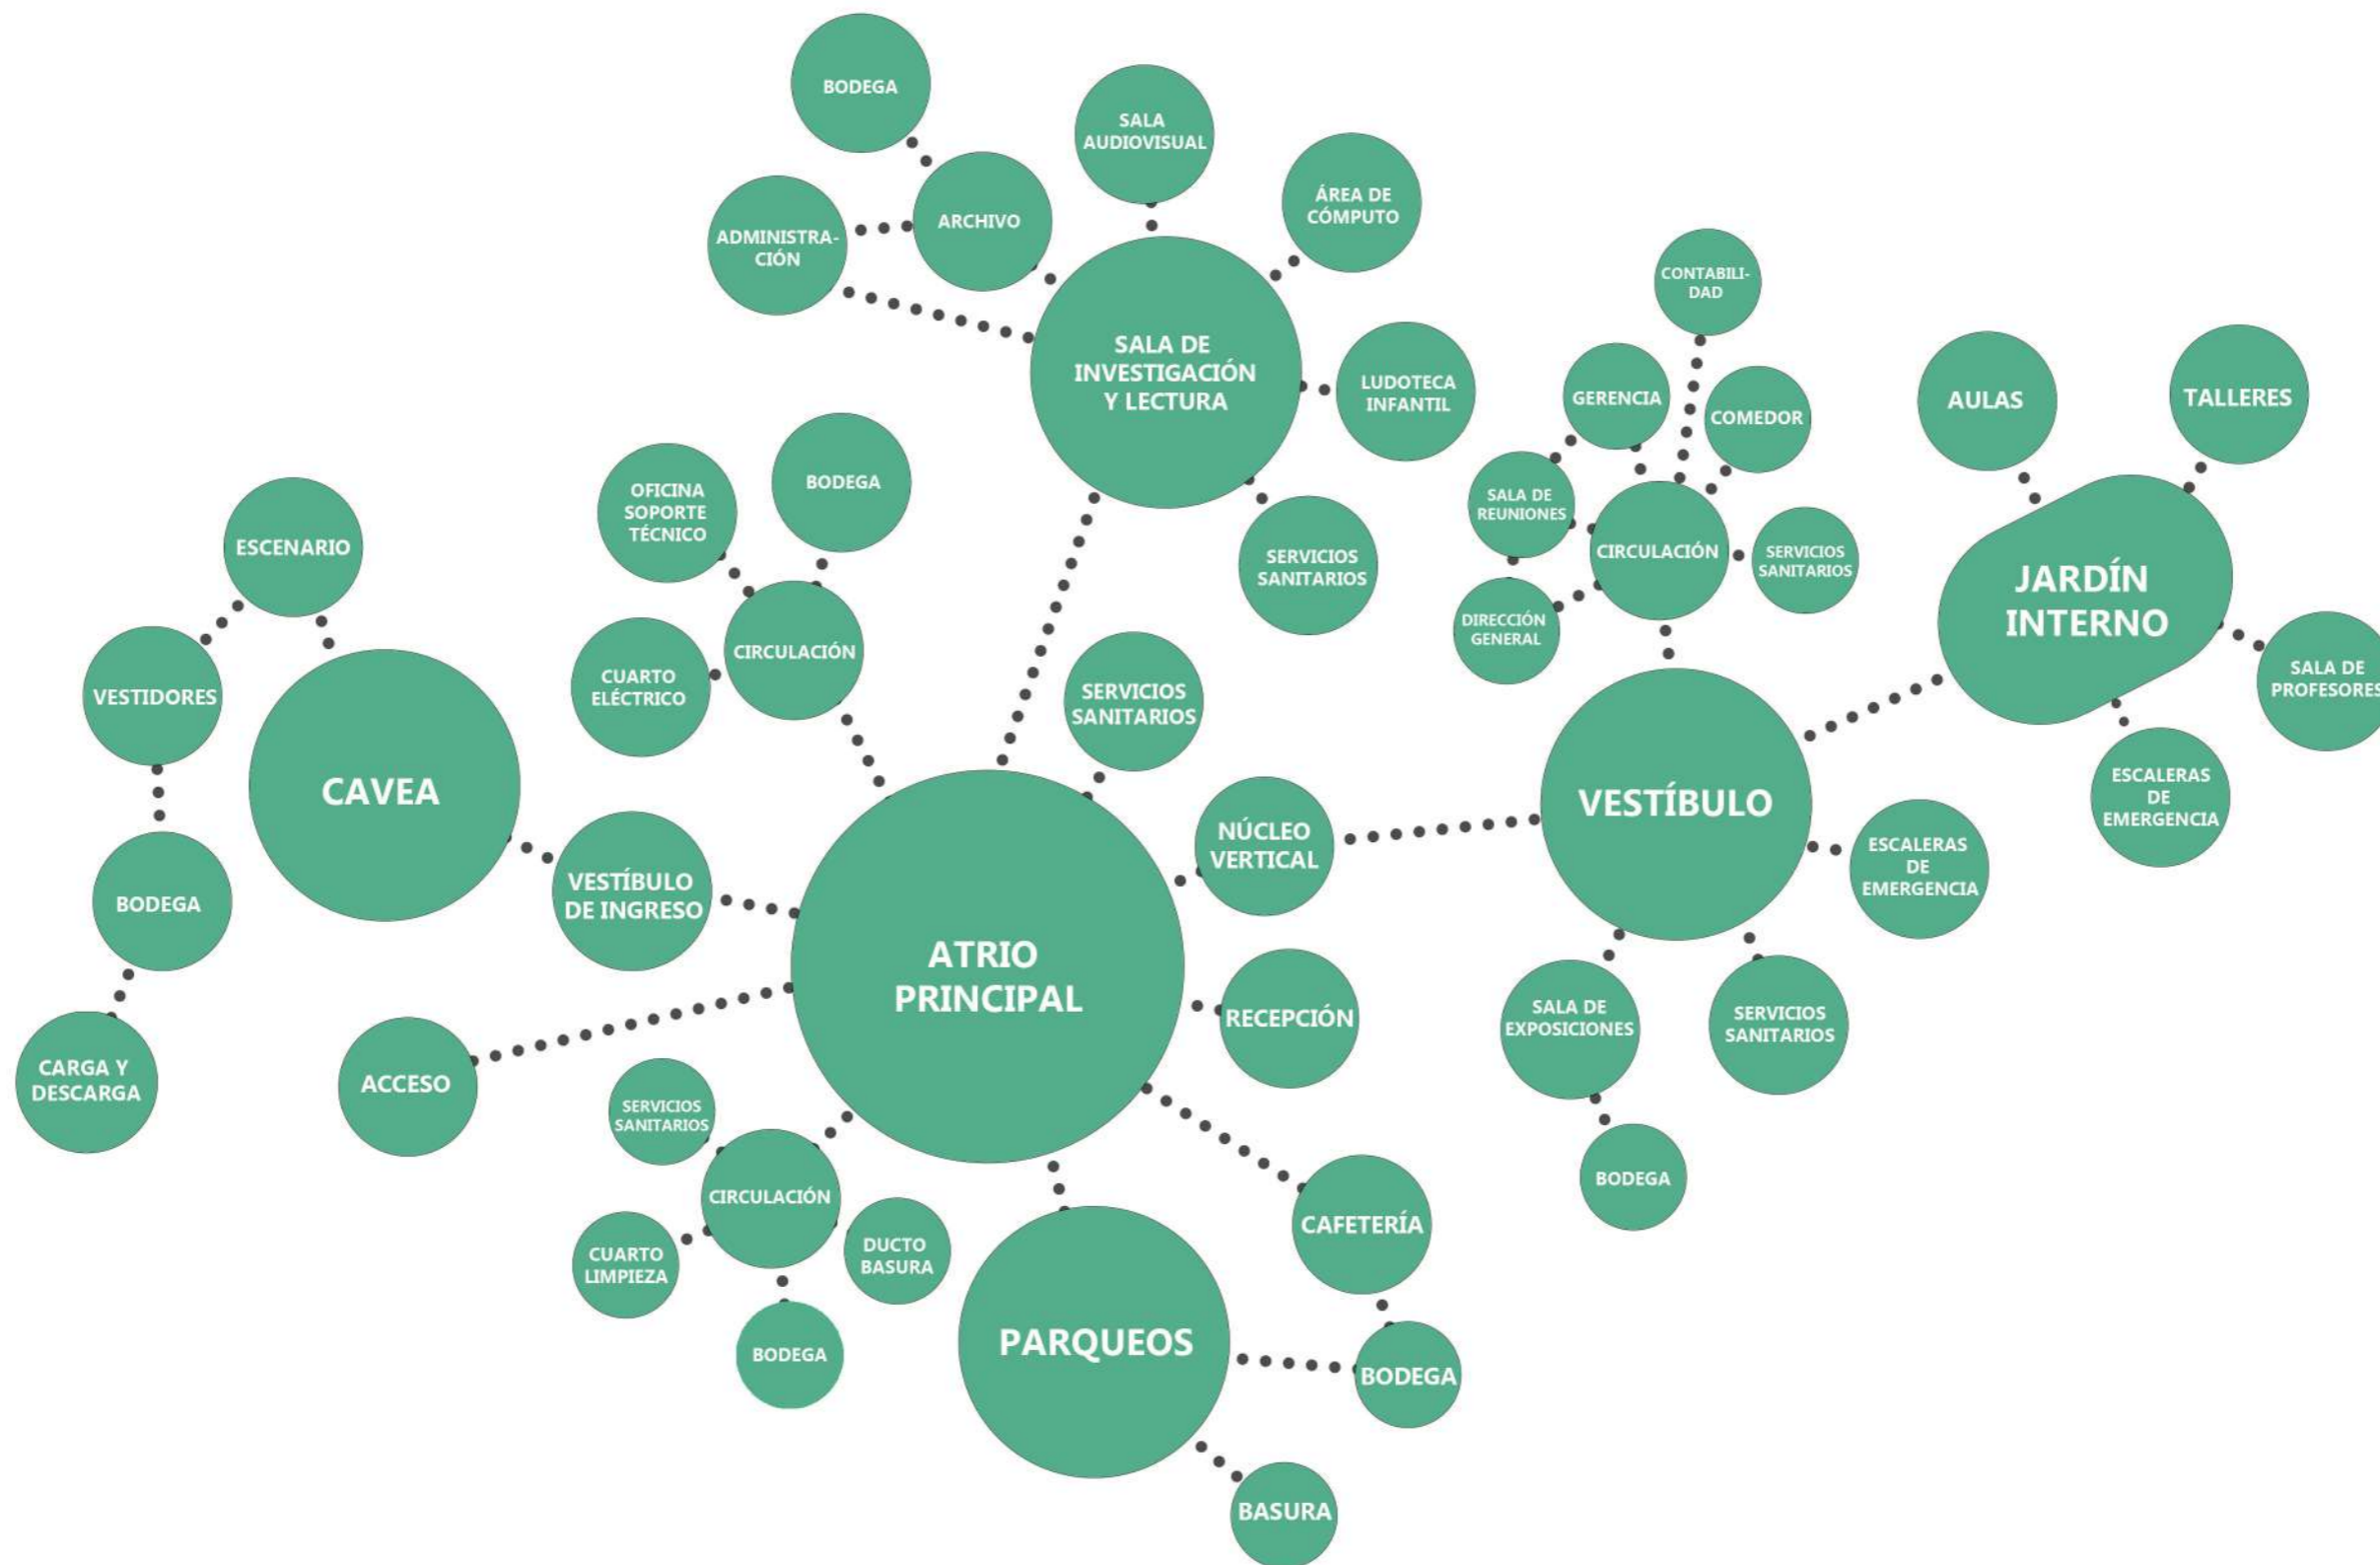 BODEGA
SALA
AUDIOVISUAL
ÁREA DE
CÓMPUTO
ADMINISTRA-
CIÓN
ARCHIVO
SALA DE
INVESTIGACIÓN
Y LECTURA
LUDOTECA
INFANTIL
SERVICIOS
SANITARIOS
CONTABILI-
DAD
GERENCIA
COMEDOR
SALA DE
REUNIONES
CIRCULACIÓN
SERVICIOS
SANITARIOS
DIRECCIÓN
GENERAL
AULAS
TALLERES
JARDÍN
INTERNO
SALA DE
PROFESORES
ESCALERAS
DE
EMERGENCIA
OFICINA
SOPORTE
TÉCNICO
BODEGA
CIRCULACIÓN
CUARTO
ELÉCTRICO
ESCENARIO
VESTIDORES
CAVEA
BODEGA
CARGA Y
DESCARGA
VESTÍBULO
DE INGRESO
SERVICIOS
SANITARIOS
NÚCLEO
VERTICAL
VESTÍBULO
ESCALERAS
DE
EMERGENCIA
ATRIO
PRINCIPAL
RECEPCIÓN
SALA DE
EXPOSICIONES
SERVICIOS
SANITARIOS
BODEGA
ACCESO
SERVICIOS
SANITARIOS
CIRCULACIÓN
CUARTO
LIMPIEZA
DUCTO
BASURA
BODEGA
CAFETERÍA
PARQUEOS
BODEGA
BASURA